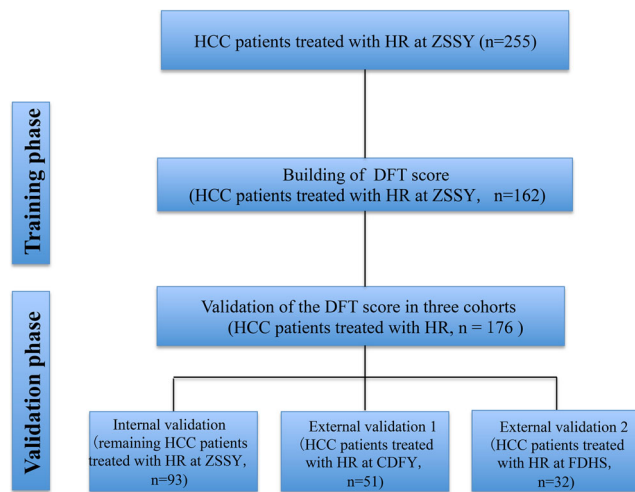 HCC patients treated with HR at ZSSY (n=255)
Training phase
Building of DFT score
(HCC patients treated with HR at ZSSY, n=162)
Validation phase
Validation of the DFT score in three cohorts
(HCC patients treated with HR, n = 176 )
Internal validation
(remaining HCC patients
treated with HR at ZSSY,
n=93)
External validation 1
(HCC patients treated
with HR at CDFY,
n=51)
External validation 2
(HCC patients treated
with HR at FDHS,
n=32)